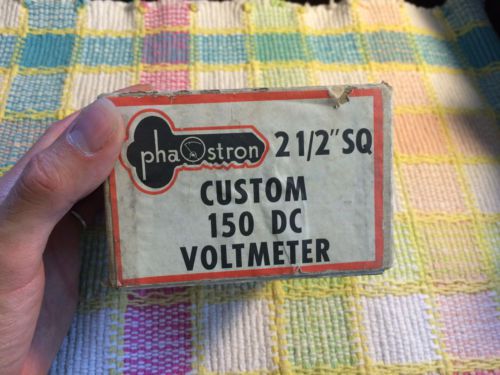 phaostron 2 1/2" SQ
CUSTOM
150 DC
VOLTMETER